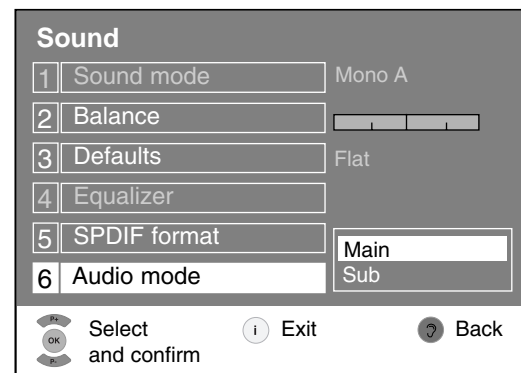 Sound
1 Sound mode Mono A
2 Balance
3 Defaults Flat
4 Equalizer
5 SPDIF format
Main
6 Audio mode Sub
P+
OK
P-
Select
and confirm
i Exit
Back